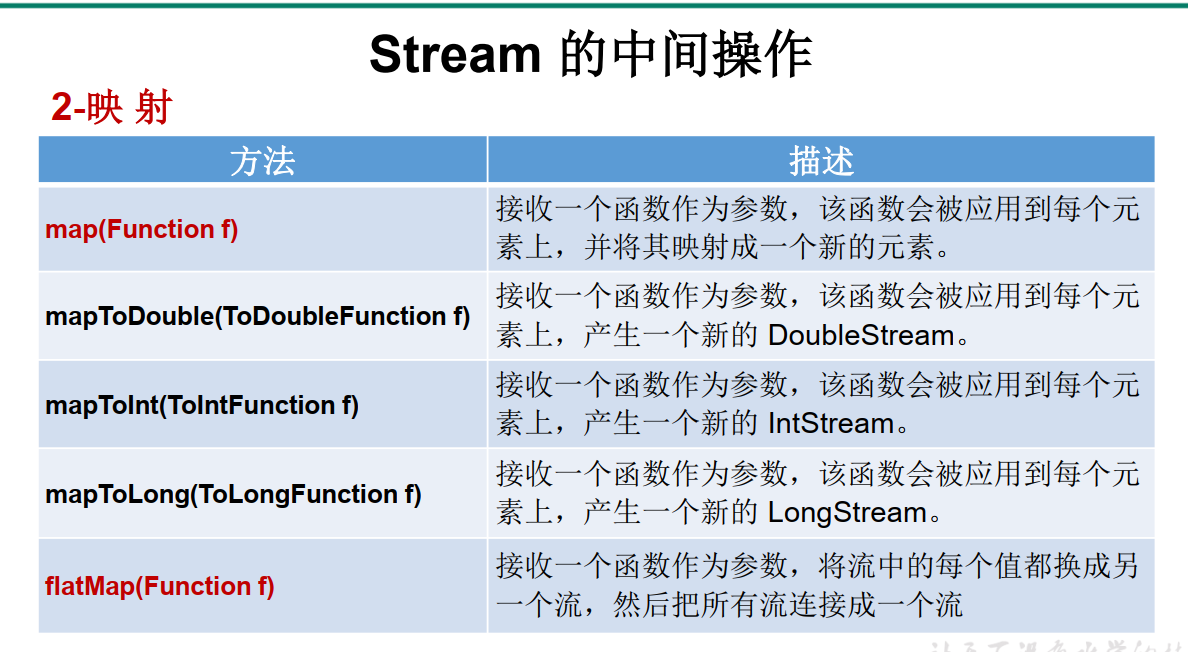 Stream 的中间操作
2-映 射
方法
描述
map(Function f)
接收一个函数作为参数，该函数会被应用到每个元
素上，并将其映射成一个新的元素。
mapToDouble(ToDoubleFunction f)
接收一个函数作为参数，该函数会被应用到每个元
素上，产生一个新的 DoubleStream。
mapToInt(ToIntFunction f)
接收一个函数作为参数，该函数会被应用到每个元
素上，产生一个新的 IntStream。
mapToLong(ToLongFunction f)
接收一个函数作为参数，该函数会被应用到每个元
素上，产生一个新的 LongStream。
flatMap(Function f)
接收一个函数作为参数，将流中的每个值都换成另
一个流，然后把所有流连接成一个流